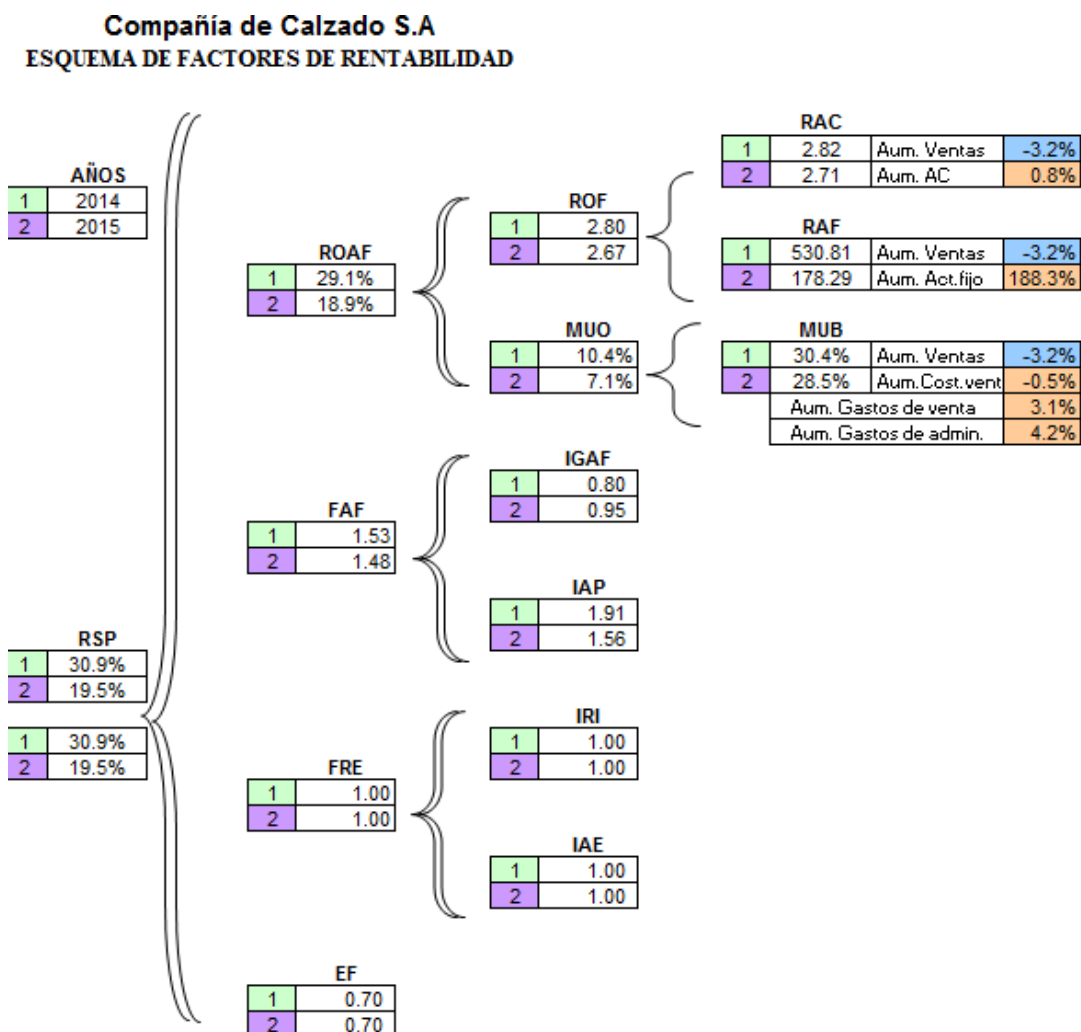 Compañía de Calzado S.A
ESQUEMA DE FACTORES DE RENTABILIDAD
AÑOS
1 2014
2 2015
RSP
1 30.9%
2 19.5%
1 30.9%
2 19.5%
ROAF
1 29.1%
2 18.9%
FAF
1 1.53
2 1.48
FRE
1 1.00
2 1.00
EF
1 0.70
2 0.70
ROF
1 2.80
2 2.67
MUO
1 10.4%
2 7.1%
IGAF
1 0.80
2 0.95
IAP
1 1.91
2 1.56
IRI
1 1.00
2 1.00
IAE
1 1.00
2 1.00
RAC
1 2.82 Aum. Ventas -3.2%
2 2.71 Aum. AC 0.8%
RAF
1 530.81 Aum. Ventas -3.2%
2 178.29 Aum. Act.fijo 188.3%
MUB
1 30.4% Aum. Ventas -3.2%
2 28.5% Aum.Cost.vent -0.5%
Aum. Gastos de venta 3.1%
Aum. Gastos de admin. 4.2%